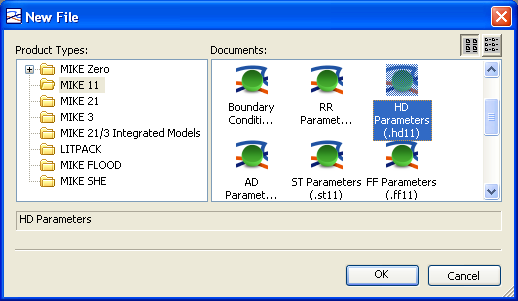 New File
Product Types:
Documents:
MIKE Zero
MIKE 11
MIKE 21
MIKE 3
MIKE 21/3 Integrated Models
LITPACK
MIKE FLOOD
MIKE SHE
Boundary
Conditi...
RR
Paramet...
HD
Parameters
(.hd11)
AD
Paramet...
ST Parameters
(.st11)
FF Parameters
(.ff11)
HD Parameters
OK
Cancel